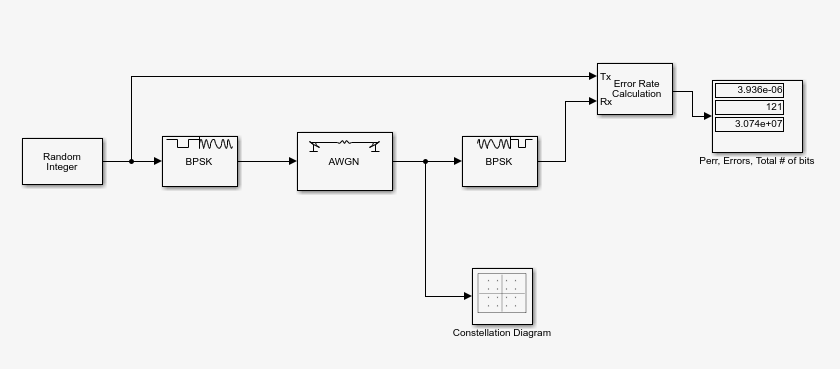 Tx
Error Rate
Calculation
Rx
3.936e-06
121
3.074e+07
Perr, Errors, Total # of bits
Random
Integer
BPSK
AWGN
BPSK
Constellation Diagram